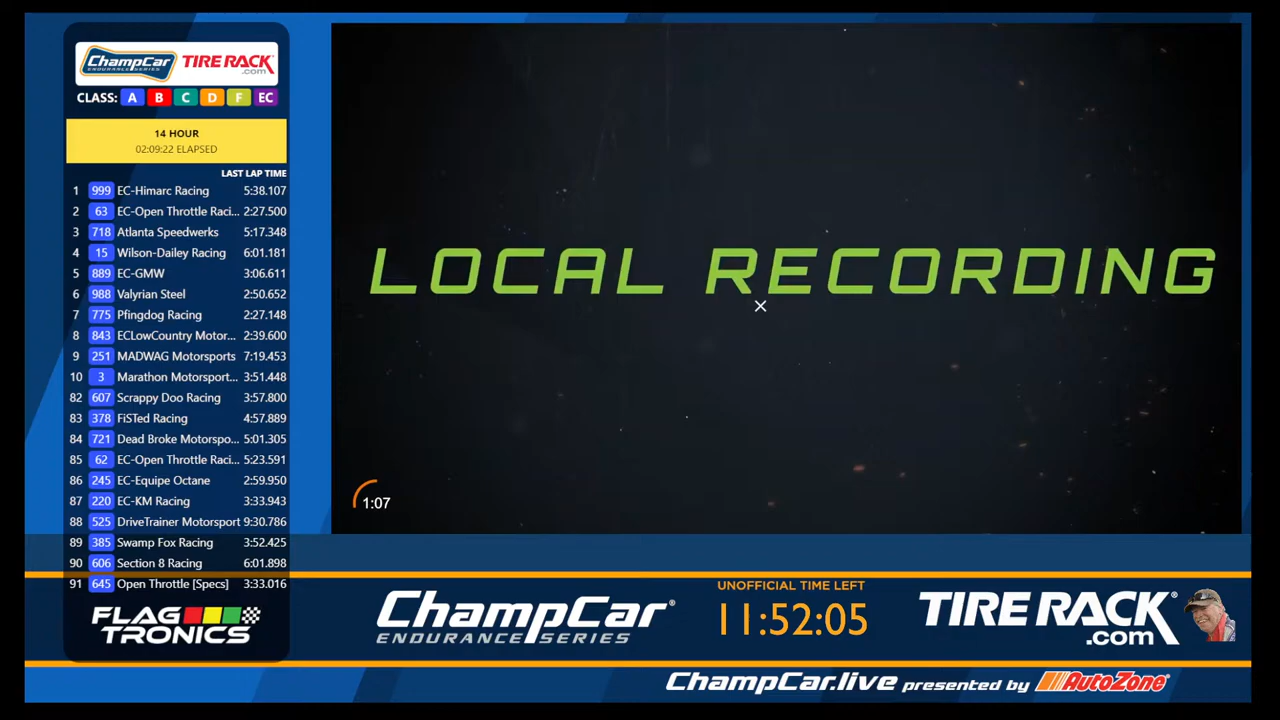 ChampCar TIRE RACK
ENDURANCE SERIES .com
CLASS: A B C D F EC
14 HOUR
02:09:22 ELAPSED
LAST LAP TIME
1 999 EC-Himarc Racing 5:38.107
2 63 EC-Open Throttle Raci... 2:27.500
3 718 Atlanta Speedwerks 5:17.348
4 15 Wilson-Dailey Racing 6:01.181
5 889 EC-GMW 3:06.611
6 988 Valyrian Steel 2:50.652
7 775 Pfingdog Racing 2:27.148
8 843 ECLowCountry Motor... 2:39.600
9 251 MADWAG Motorsports 7:19.453
10 3 Marathon Motorsport... 3:51.448
82 607 Scrappy Doo Racing 3:57.800
83 378 FiSTed Racing 4:57.889
84 721 Dead Broke Motorspo... 5:01.305
85 62 EC-Open Throttle Raci... 5:23.591
86 245 EC-Equipe Octane 2:59.950
87 220 EC-KM Racing 3:33.943
88 525 DriveTrainer Motorsport 9:30.786
89 385 Swamp Fox Racing 3:52.425
90 606 Section 8 Racing 6:01.898
91 645 Open Throttle [Specs] 3:33.016
FLAG
TRONICS
LOCAL RECORDING
1:07
ChampCar®
ENDURANCE SERIES
UNOFFICIAL TIME LEFT
11:52:05
TIRE RACK®
.com
ChampCar.live presented by AutoZone